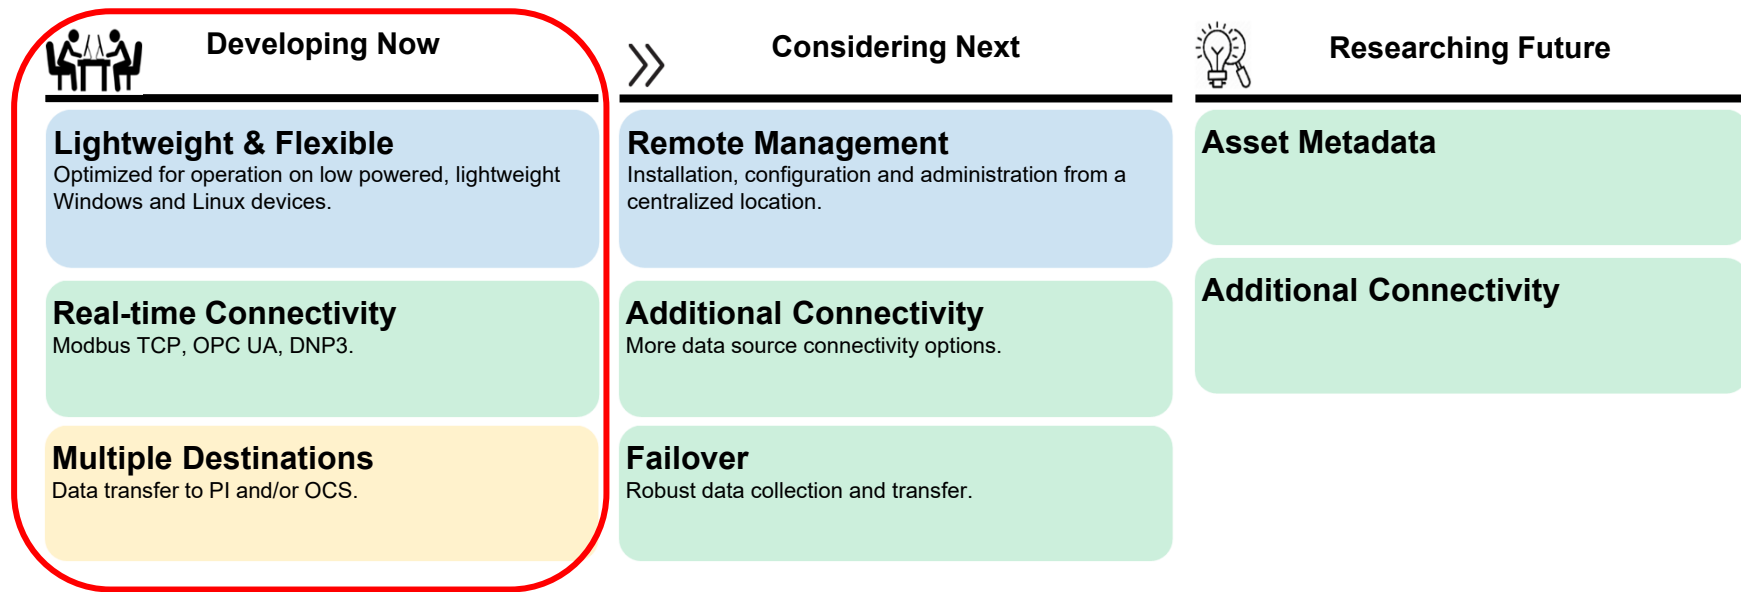 Developing Now
Lightweight & Flexible
Optimized for operation on low powered, lightweight
Windows and Linux devices.
Real-time Connectivity
Modbus TCP, OPC UA, DNP3.
Multiple Destinations
Data transfer to PI and/or OCS.
Considering Next
Remote Management
Installation, configuration and administration from a
centralized location.
Additional Connectivity
More data source connectivity options.
Failover
Robust data collection and transfer.
Researching Future
Asset Metadata
Additional Connectivity